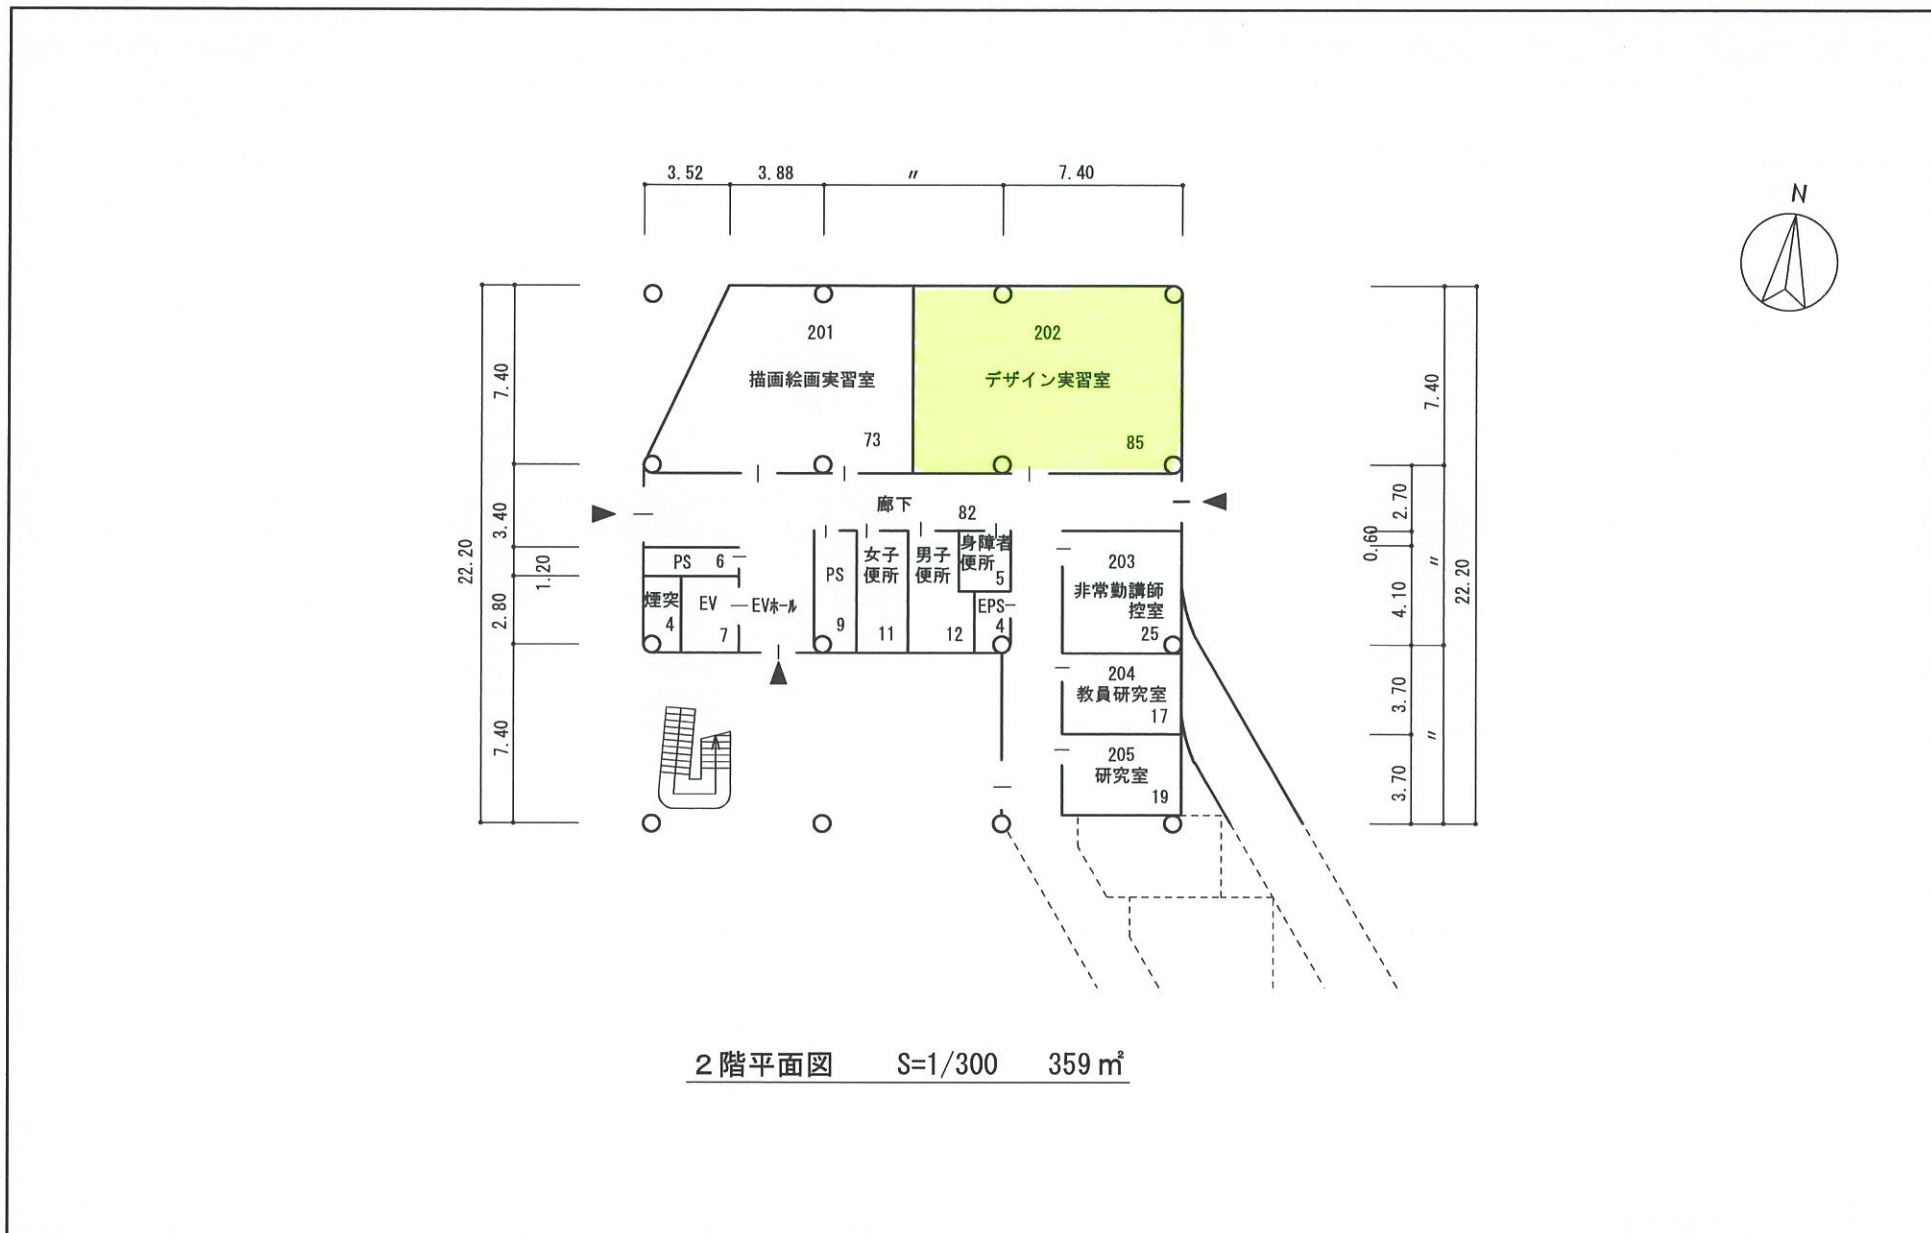 3.52
3.88
〃
7.40
N
201
描画絵画実習室
73
202
デザイン実習室
85
7.40
3.40
1.20
2.80
7.40
22.20
7.40
2.70
0.60
4.10
〃
3.70
3.70
〃
22.20
廊下
82
PS
6
煙突
4
EV
7
EVホール
PS
9
女子
便所
11
男子
便所
12
身障者
便所
5
EPS
4
203
非常勤講師
控室
25
204
教員研究室
17
205
研究室
19
2階平面図 S=1/300 359㎡